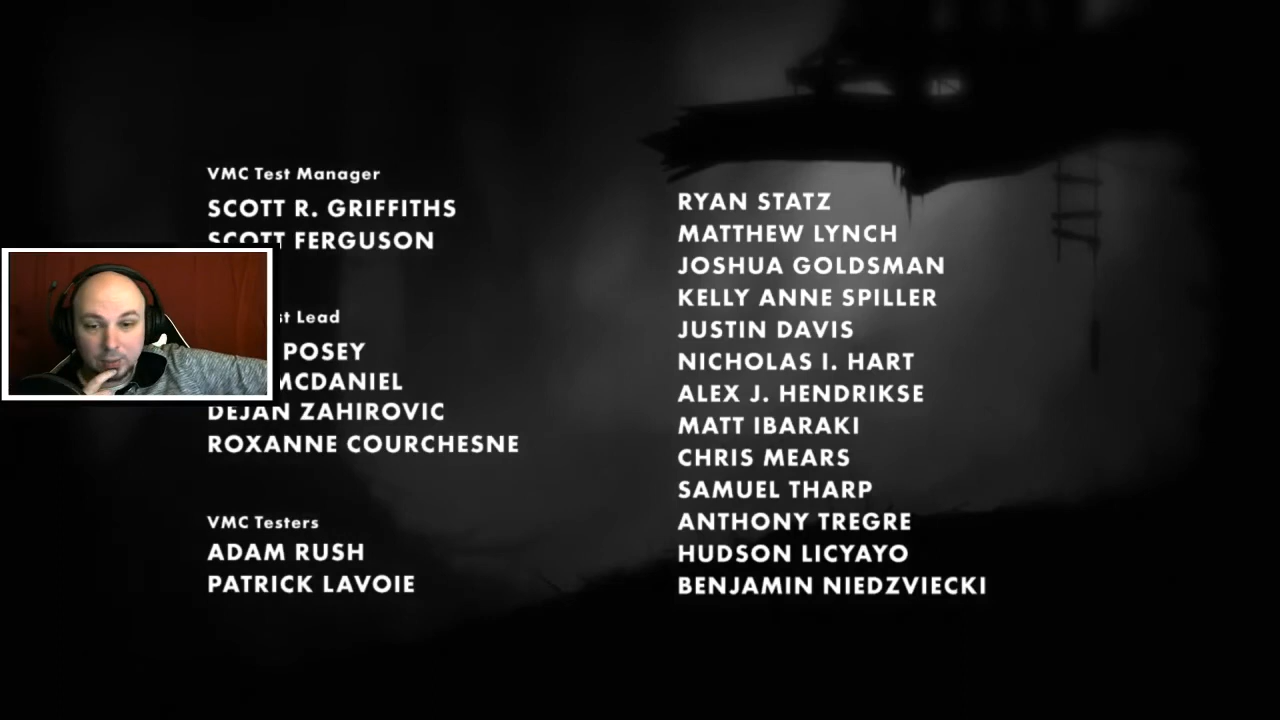 VMC Test Manager
SCOTT R. GRIFFITHS
SCOTT FERGUSON
Lead
POSEY
MCDANIEL
DEJAN ZAHIROVIC
ROXANNE COURCHESNE
VMC Testers
ADAM RUSH
PATRICK LAVOIE
RYAN STATZ
MATTHEW LYNCH
JOSHUA GOLDSMAN
KELLY ANNE SPILLER
JUSTIN DAVIS
NICHOLAS I. HART
ALEX J. HENDRIKSE
MATT IBARAKI
CHRIS MEARS
SAMUEL THARP
ANTHONY TREGRE
HUDSON LICYAYO
BENJAMIN NIEDZVIECKI